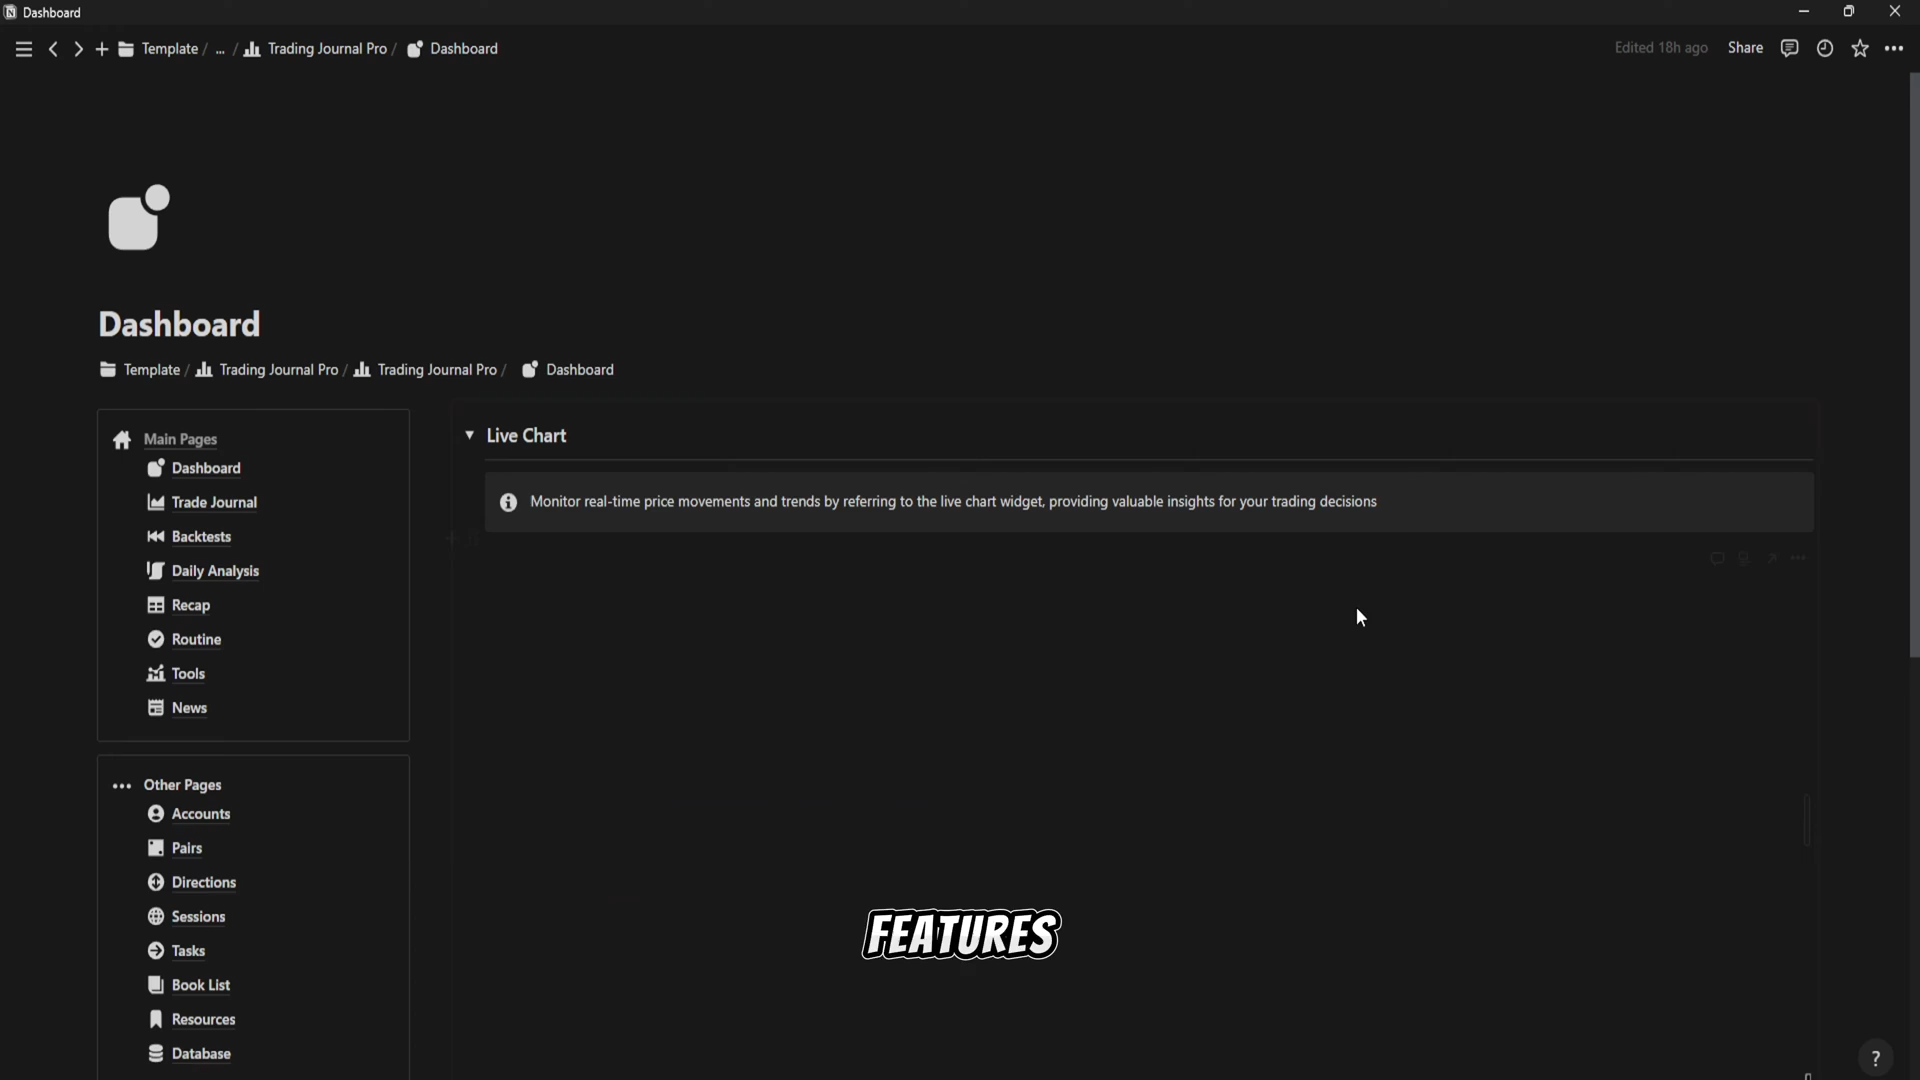 Dashboard
Template / ... / Trading Journal Pro / Dashboard
Edited 18h ago Share
Dashboard
Template / Trading Journal Pro / Trading Journal Pro / Dashboard
Main Pages
Dashboard
Trade Journal
Backtests
Daily Analysis
Recap
Routine
Tools
News
Other Pages
Accounts
Pairs
Directions
Sessions
Tasks
Book List
Resources
Database
Live Chart
Monitor real-time price movements and trends by referring to the live chart widget, providing valuable insights for your trading decisions
FEATURES
?